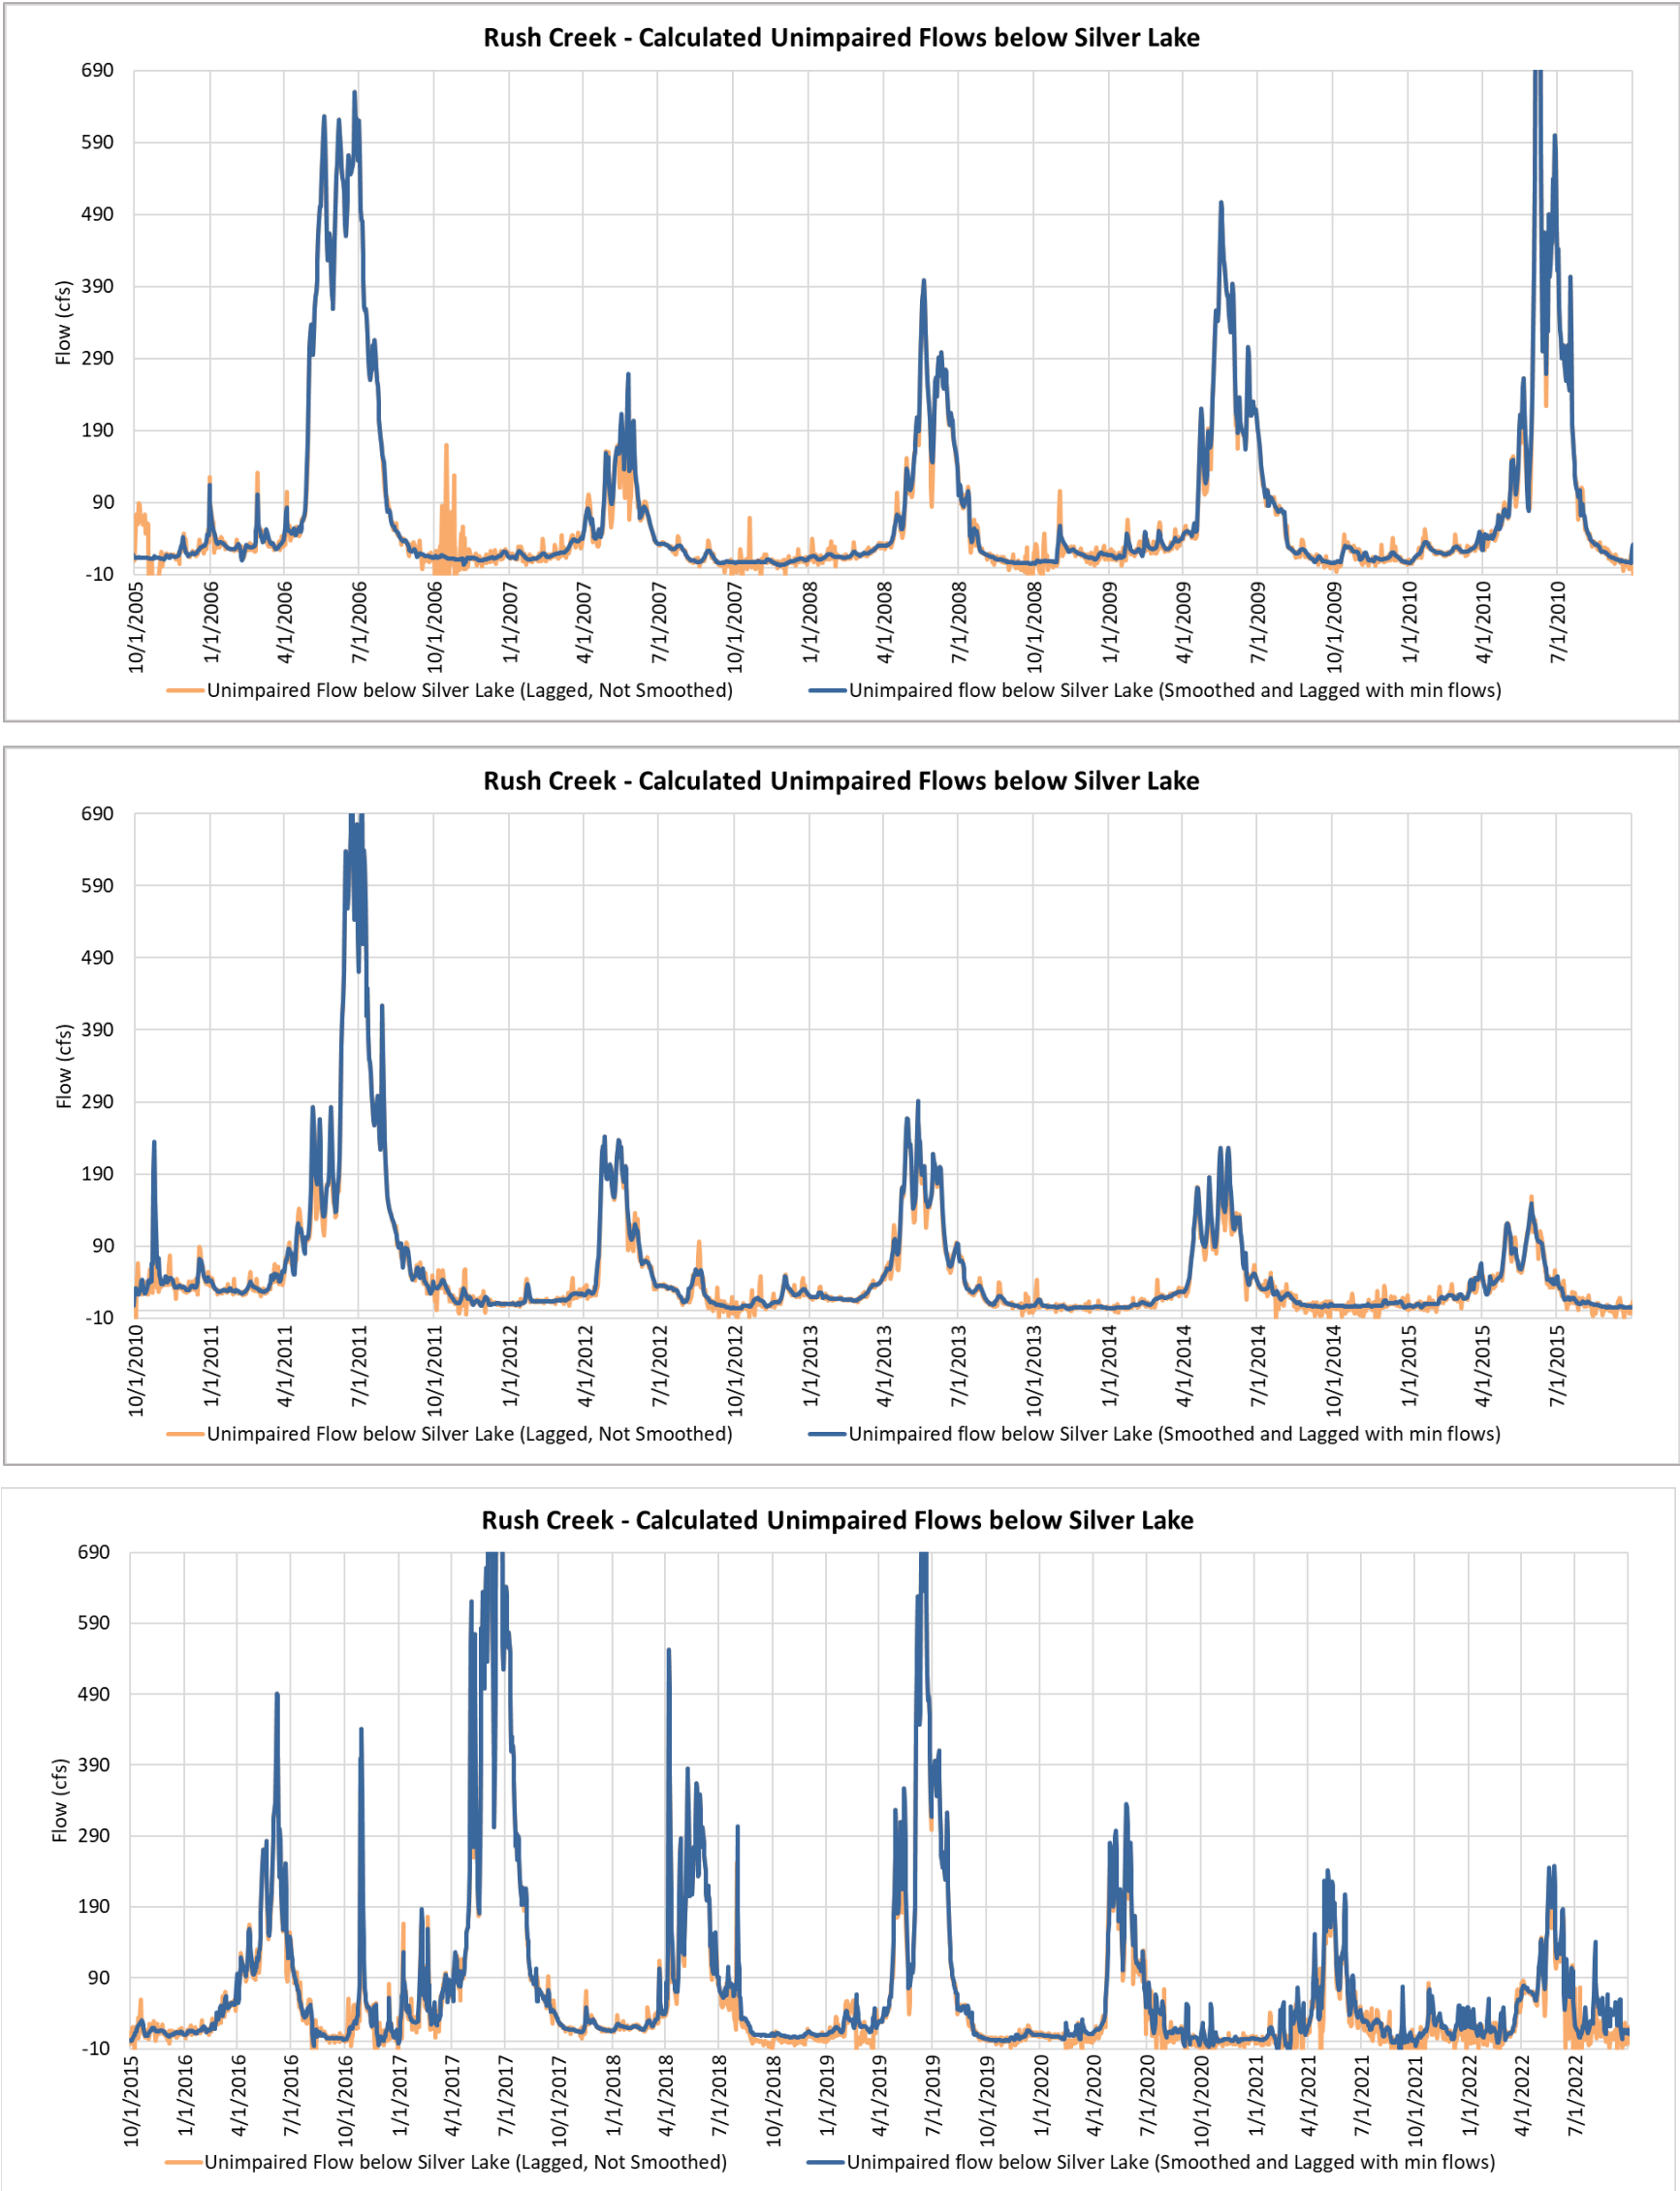 Rush Creek - Calculated Unimpaired Flows below Silver Lake
690
590
490
390
290
190
90
-10
Flow (cfs)
10/1/2005 1/1/2006 4/1/2006 7/1/2006 10/1/2006 1/1/2007 4/1/2007 7/1/2007 10/1/2007 1/1/2008 4/1/2008 7/1/2008 10/1/2008 1/1/2009 4/1/2009 7/1/2009 10/1/2009 1/1/2010 4/1/2010 7/1/2010
Unimpaired Flow below Silver Lake (Lagged, Not Smoothed) Unimpaired flow below Silver Lake (Smoothed and Lagged with min flows)
Rush Creek - Calculated Unimpaired Flows below Silver Lake
690
590
490
390
290
190
90
-10
Flow (cfs)
10/1/2010 1/1/2011 4/1/2011 7/1/2011 10/1/2011 1/1/2012 4/1/2012 7/1/2012 10/1/2012 1/1/2013 4/1/2013 7/1/2013 10/1/2013 1/1/2014 4/1/2014 7/1/2014 10/1/2014 1/1/2015 4/1/2015 7/1/2015
Unimpaired Flow below Silver Lake (Lagged, Not Smoothed) Unimpaired flow below Silver Lake (Smoothed and Lagged with min flows)
Rush Creek - Calculated Unimpaired Flows below Silver Lake
690
590
490
390
290
190
90
-10
Flow (cfs)
10/1/2015 1/1/2016 4/1/2016 7/1/2016 10/1/2016 1/1/2017 4/1/2017 7/1/2017 10/1/2017 1/1/2018 4/1/2018 7/1/2018 10/1/2018 1/1/2019 4/1/2019 7/1/2019 10/1/2019 1/1/2020 4/1/2020 7/1/2020 10/1/2020 1/1/2021 4/1/2021 7/1/2021 10/1/2021 1/1/2022 4/1/2022 7/1/2022
Unimpaired Flow below Silver Lake (Lagged, Not Smoothed) Unimpaired flow below Silver Lake (Smoothed and Lagged with min flows)